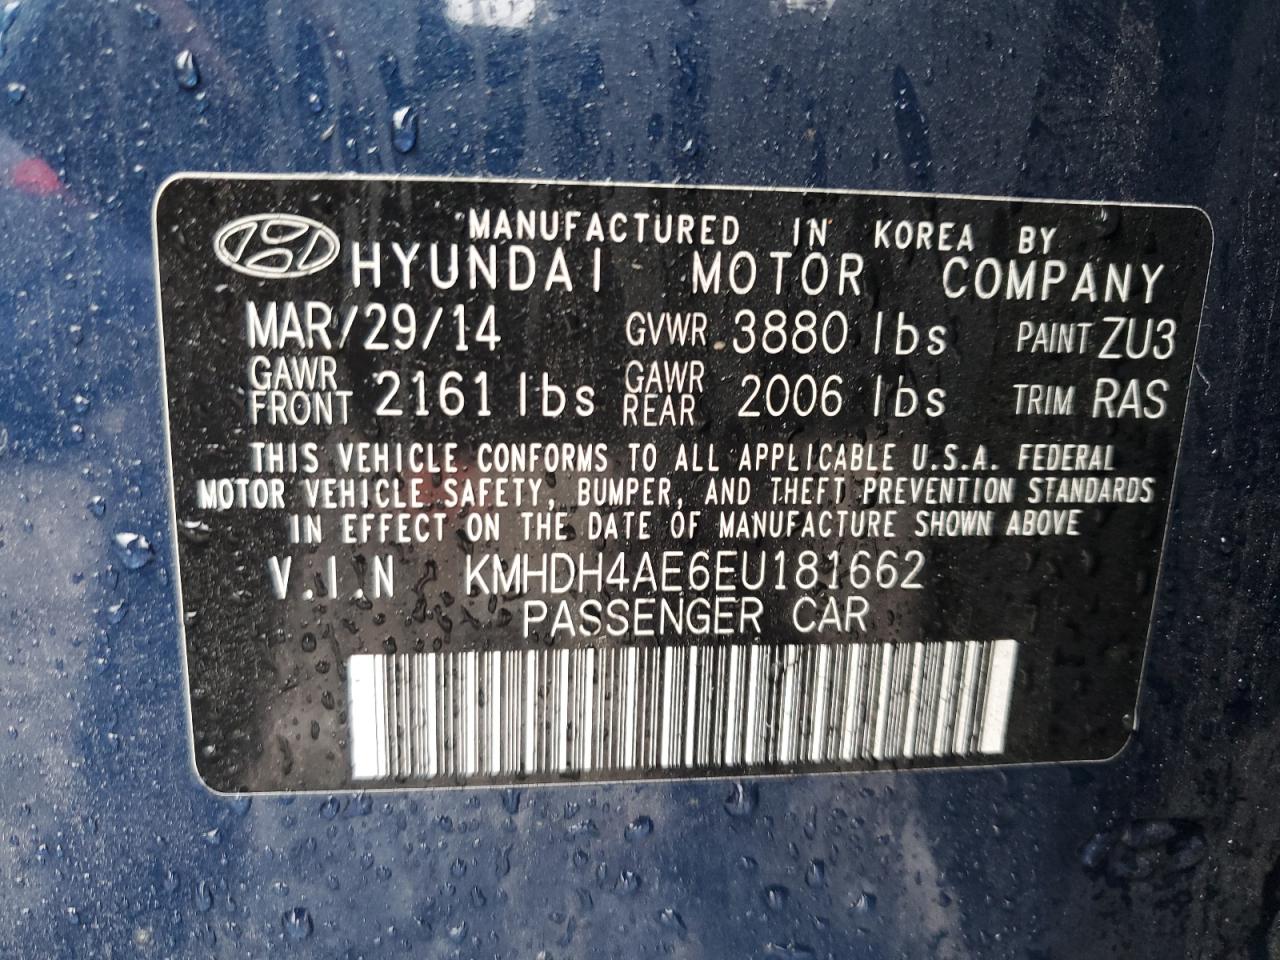 MANUFACTURED IN KOREA BY
HYUNDAI MOTOR COMPANY
MAR/29/14 GVWR 3880 lbs PAINT ZU3
GAWR FRONT 2161 lbs GAWR REAR 2006 lbs TRIM RAS
THIS VEHICLE CONFORMS TO ALL APPLICABLE U.S.A. FEDERAL
MOTOR VEHICLE SAFETY, BUMPER, AND THEFT PREVENTION STANDARDS
IN EFFECT ON THE DATE OF MANUFACTURE SHOWN ABOVE
V.I.N KMHDH4AE6EU181662
PASSENGER CAR